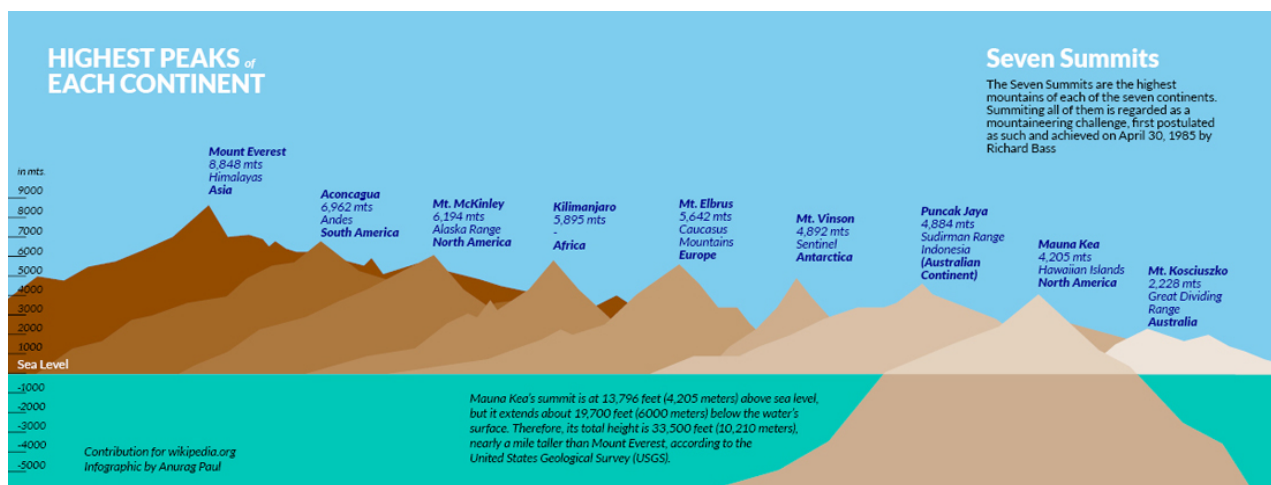 HIGHEST PEAKS of
EACH CONTINENT
Seven Summits
The Seven Summits are the highest
mountains of each of the seven continents.
Summiting all of them is regarded as a
mountaineering challenge, first postulated
as such and achieved on April 30, 1985 by
Richard Bass
in mts.
9000
8000
7000
6000
5000
4000
3000
2000
1000
Sea Level
-1000
-2000
-3000
-4000
-5000
Mount Everest
8,848 mts
Himalayas
Asia
Aconcagua
6,962 mts
Andes
South America
Mt. McKinley
6,194 mts
Alaska Range
North America
Kilimanjaro
5,895 mts
-
Africa
Mt. Elbrus
5,642 mts
Caucasus
Mountains
Europe
Mt. Vinson
4,892 mts
Sentinel
Antarctica
Puncak Jaya
4,884 mts
Sudirman Range
Indonesia
(Australian
Continent)
Mauna Kea
4,205 mts
Hawaiian Islands
North America
Mt. Kosciuszko
2,228 mts
Great Dividing
Range
Australia
Mauna Kea's summit is at 13,796 feet (4,205 meters) above sea level,
but it extends about 19,700 feet (6000 meters) below the water's
surface. Therefore, its total height is 33,500 feet (10,210 meters),
nearly a mile taller than Mount Everest, according to the
United States Geological Survey (USGS).
Contribution for wikipedia.org
Infographic by Anurag Paul